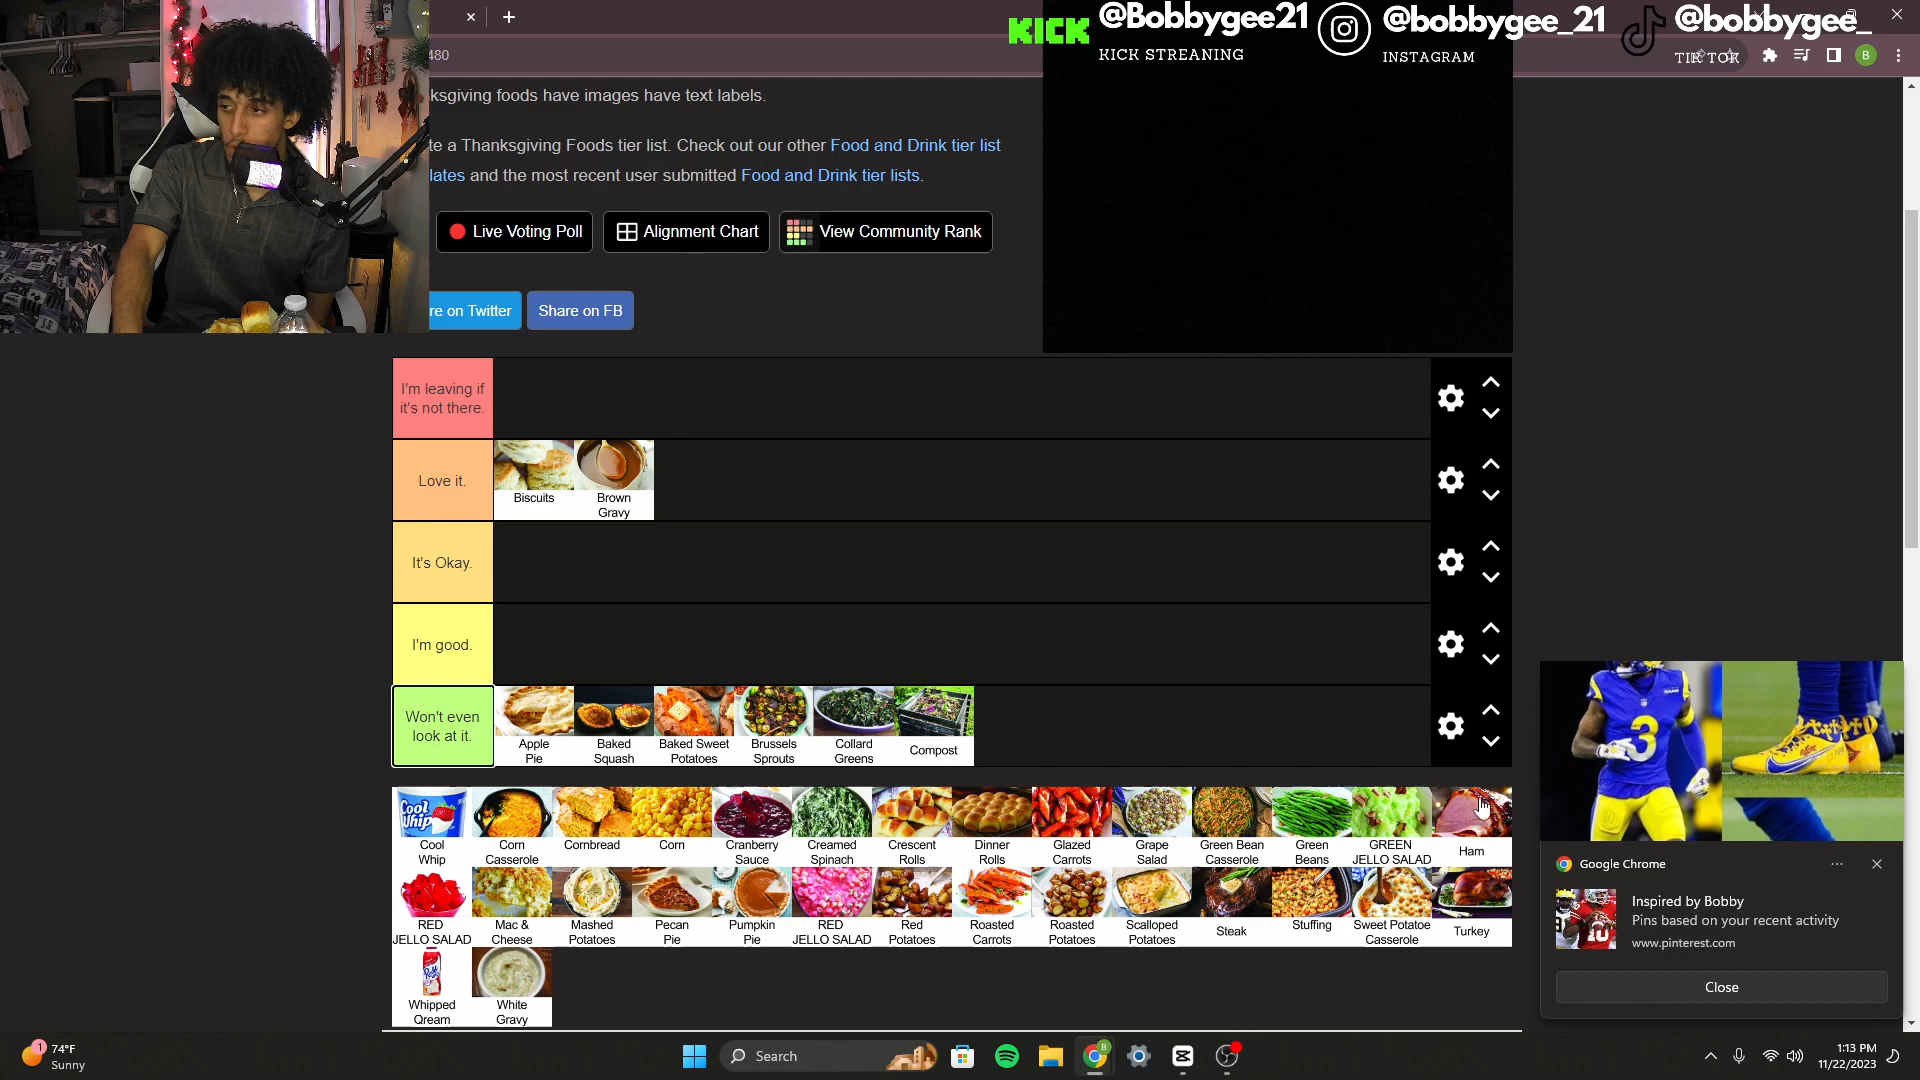 480
KICK
@Bobbygee21
KICK STREAMING
@bobbygee_21
INSTAGRAM
@bobbygee_
TIK TOK
B
ksgiving foods have images have text labels.
te a Thanksgiving Foods tier list. Check out our other Food and Drink tier list
lates and the most recent user submitted Food and Drink tier lists.
Live Voting Poll
Alignment Chart
View Community Rank
re on Twitter
Share on FB
I'm leaving if
it's not there.
Love it.
Biscuits
Brown
Gravy
It's Okay.
I'm good.
Won't even
look at it.
Apple
Pie
Baked
Squash
Baked Sweet
Potatoes
Brussels
Sprouts
Collard
Greens
Compost
Cool
Whip
Cool
Whip
Corn
Casserole
Cornbread
Corn
Cranberry
Sauce
Creamed
Spinach
Crescent
Rolls
Dinner
Rolls
Glazed
Carrots
Grape
Salad
Green Bean
Casserole
Green
Beans
GREEN
JELLO SALAD
Ham
RED
JELLO SALAD
Mac &
Cheese
Mashed
Potatoes
Pecan
Pie
Pumpkin
Pie
RED
JELLO SALAD
Red
Potatoes
Roasted
Carrots
Roasted
Potatoes
Scalloped
Potatoes
Steak
Stuffing
Sweet Potatoe
Casserole
Turkey
Whipped
Qream
White
Gravy
3
Google Chrome
Inspired by Bobby
Pins based on your recent activity
www.pinterest.com
Close
1
74°F
Sunny
Search
B
1:13 PM
11/22/2023